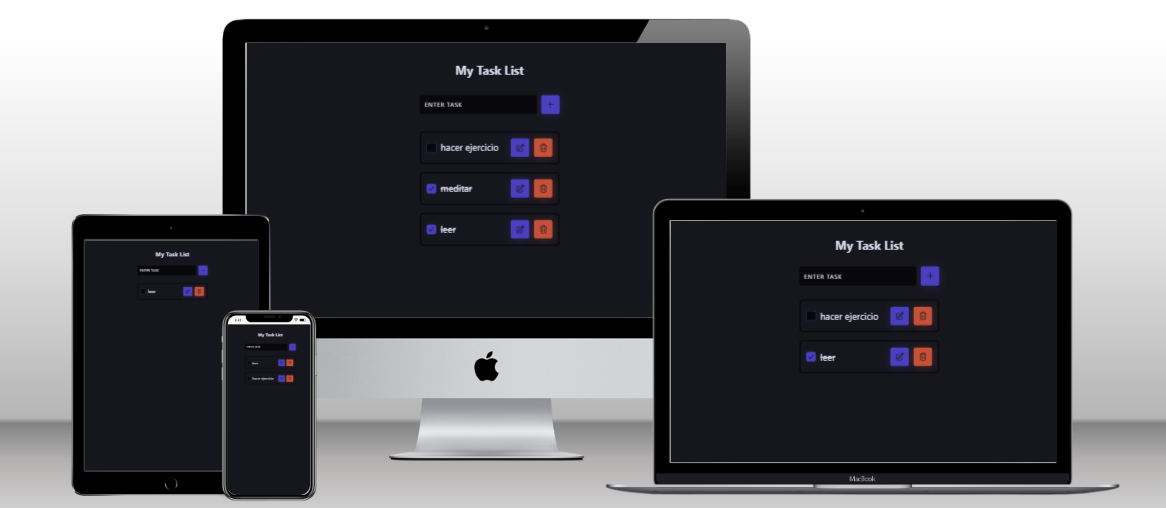 My Task List
ENTER TASK
hacer ejercicio
meditar
leer
My Task List
ENTER TASK
leer
My Task List
ENTER TASK
leer
hacer ejercicio
My Task List
ENTER TASK
hacer ejercicio
leer
MacBook